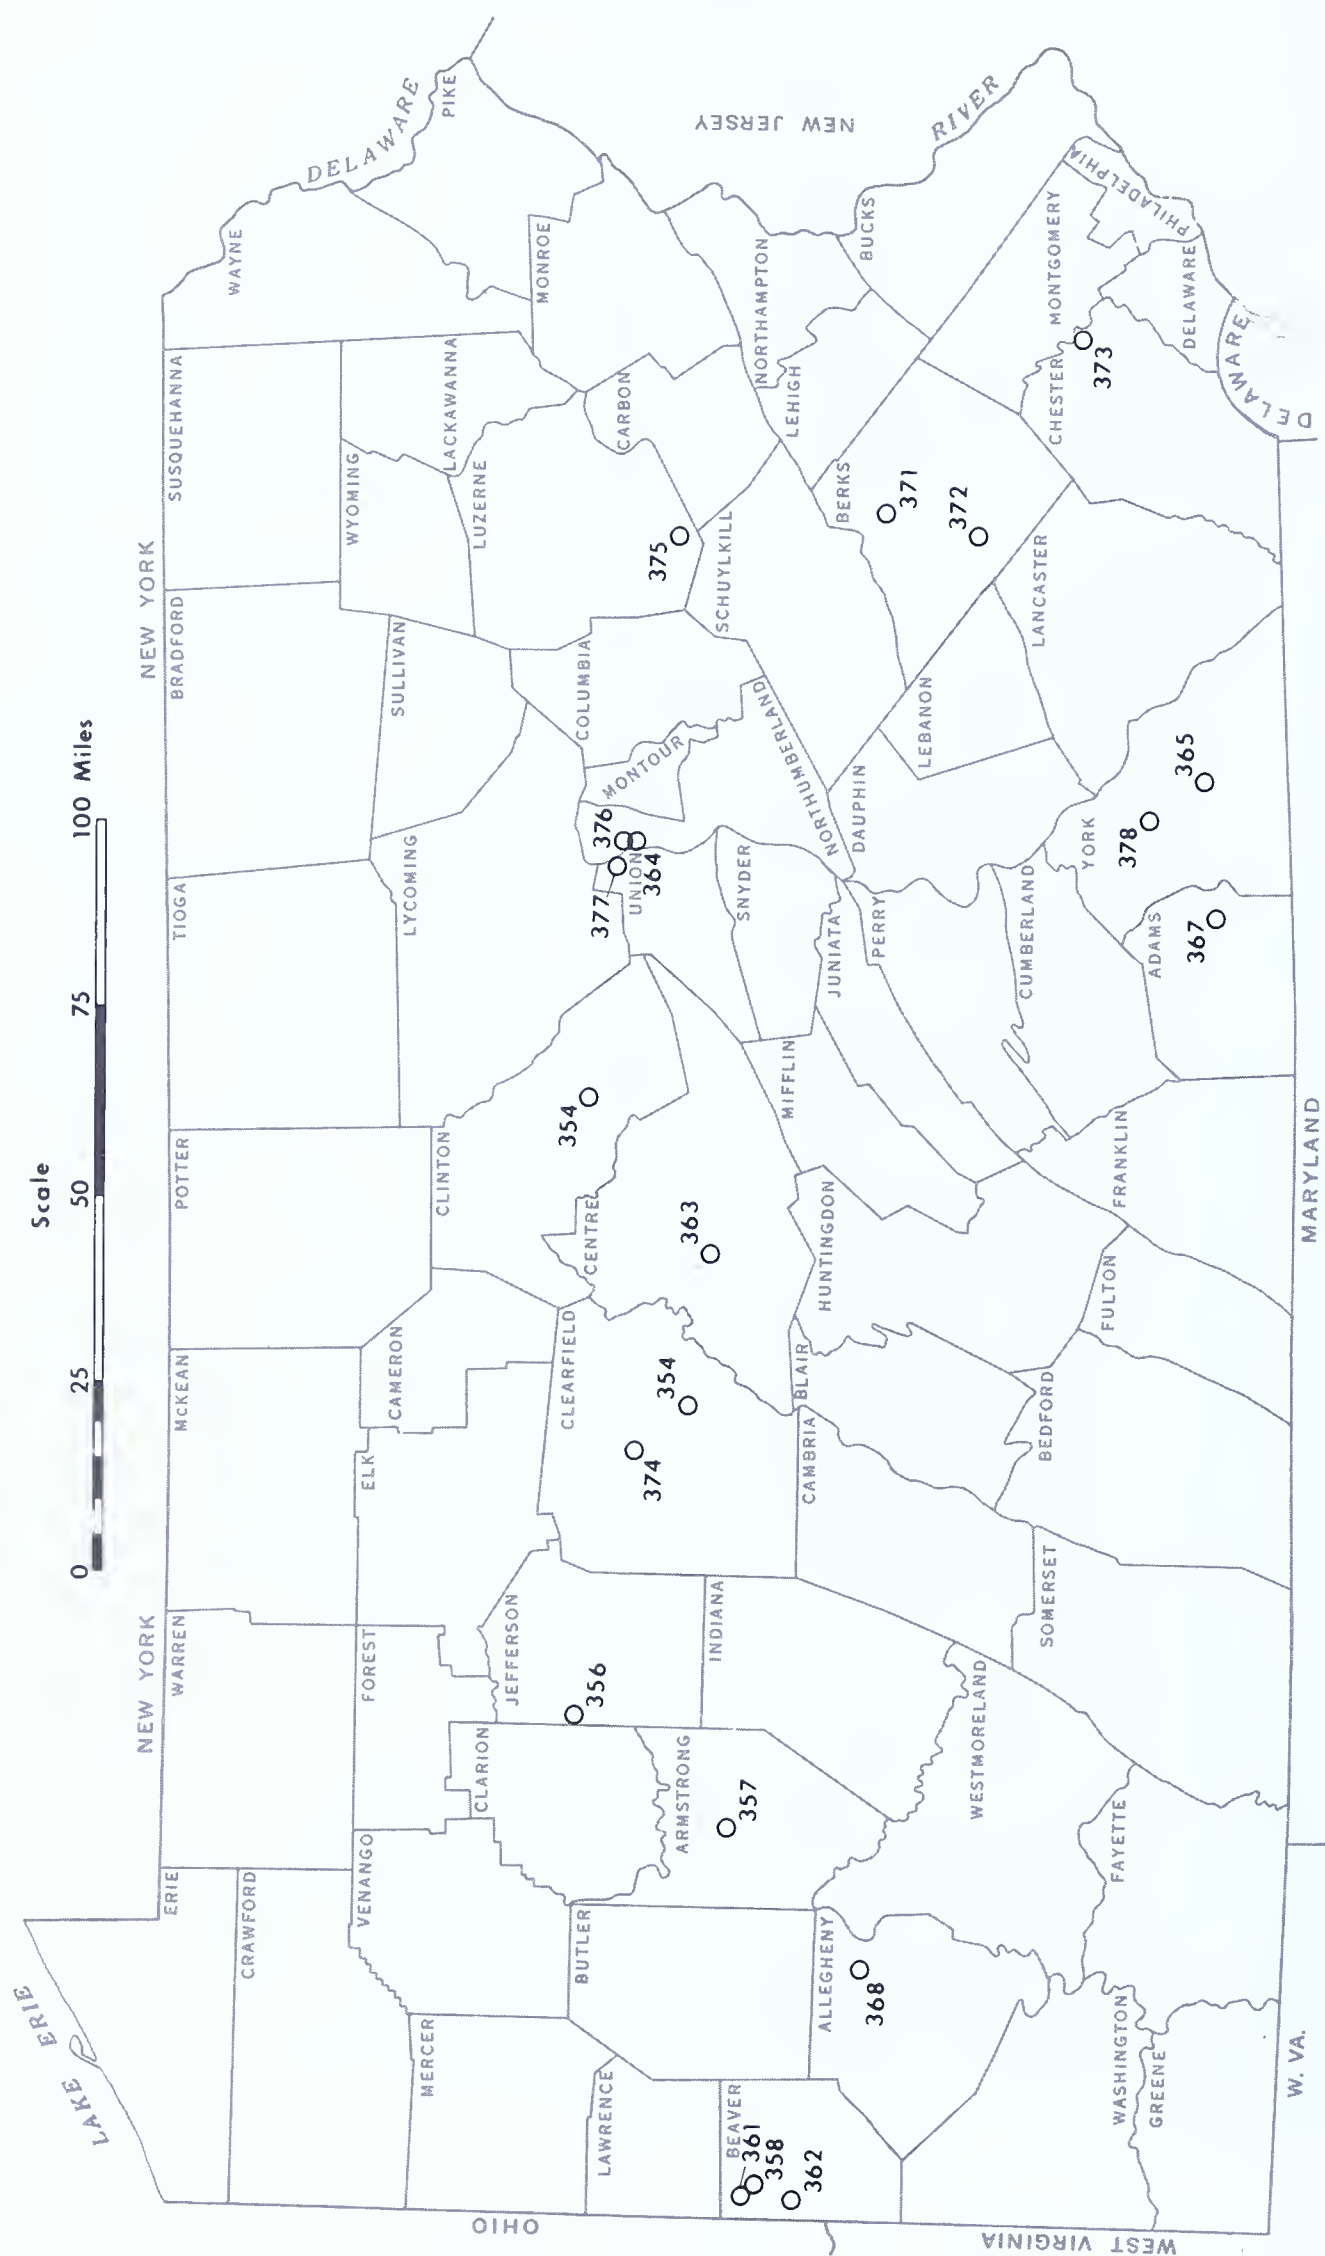 Scale
0 25 50 75 100 Miles
LAKE ERIE
NEW YORK
NEW YORK
ERIE
CRAWFORD
WARREN
MCKEAN
POTTER
TIOGA
BRADFORD
SUSQUEHANNA
WAYNE
DELAWARE
PIKE
MERCER
VENANGO
FOREST
ELK
CAMERON
CLINTON
LYCOMING
SULLIVAN
WYOMING
LACKAWANNA
LUZERNE
MONROE
LAWRENCE
BUTLER
CLARION
JEFFERSON
CLEARFIELD
CENTRE
COLUMBIA
MONTOUR
CARBON
356
354
377
376
UNION
364
375
OHIO
BEAVER
361
358
362
ARMSTRONG
357
INDIANA
374
354
363
SNYDER
NORTHUMBERLAND
SCHUYLKILL
NORTHAMPTON
LEHIGH
NEW JERSEY
ALLEGHENY
368
CAMBRIA
BLAIR
HUNTINGDON
MIFFLIN
JUNIATA
PERRY
DAUPHIN
LEBANON
BERKS
371
372
BUCKS
RIVER
WESTMORELAND
SOMERSET
BEDFORD
FULTON
FRANKLIN
CUMBERLAND
ADAMS
367
YORK
378
365
LANCASTER
CHESTER
MONTGOMERY
373
PHILADELPHIA
DELAWARE
DELAWARE
WASHINGTON
GREENE
FAYETTE
WEST VIRGINIA
W. VA.
MARYLAND